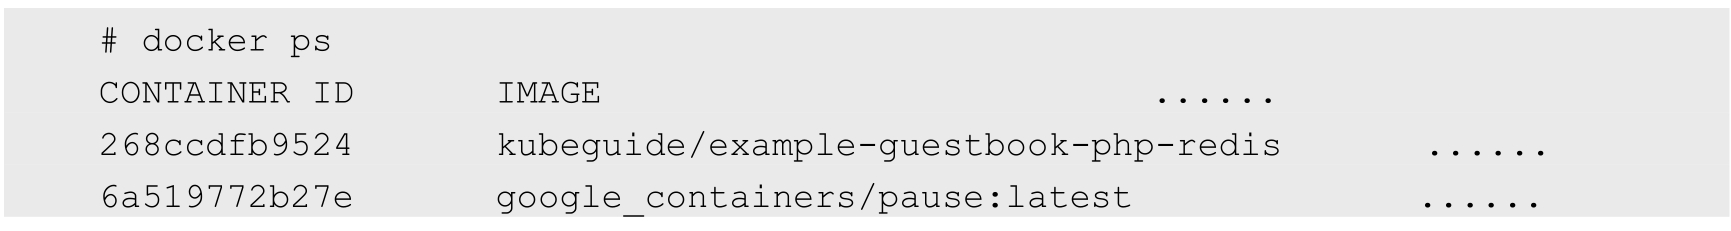 # docker ps
CONTAINER ID IMAGE ......
268ccdfb9524 kubeguide/example-guestbook-php-redis ......
6a519772b27e google_containers/pause:latest ......